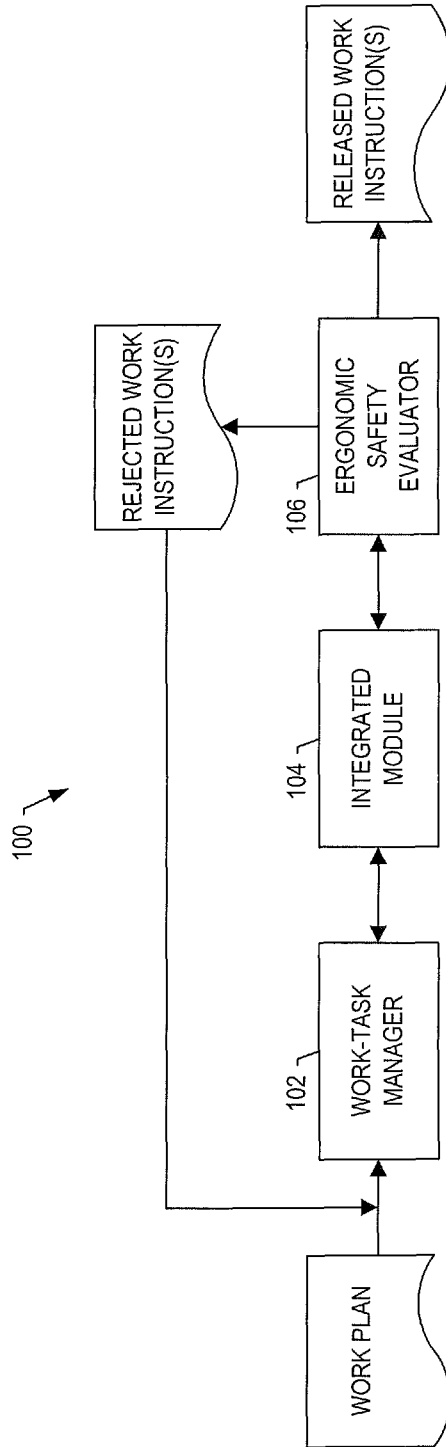 100
REJECTED WORK
INSTRUCTION(S)
WORK PLAN
102
WORK-TASK
MANAGER
104
INTEGRATED
MODULE
106
ERGONOMIC
SAFETY
EVALUATOR
RELEASED WORK
INSTRUCTION(S)